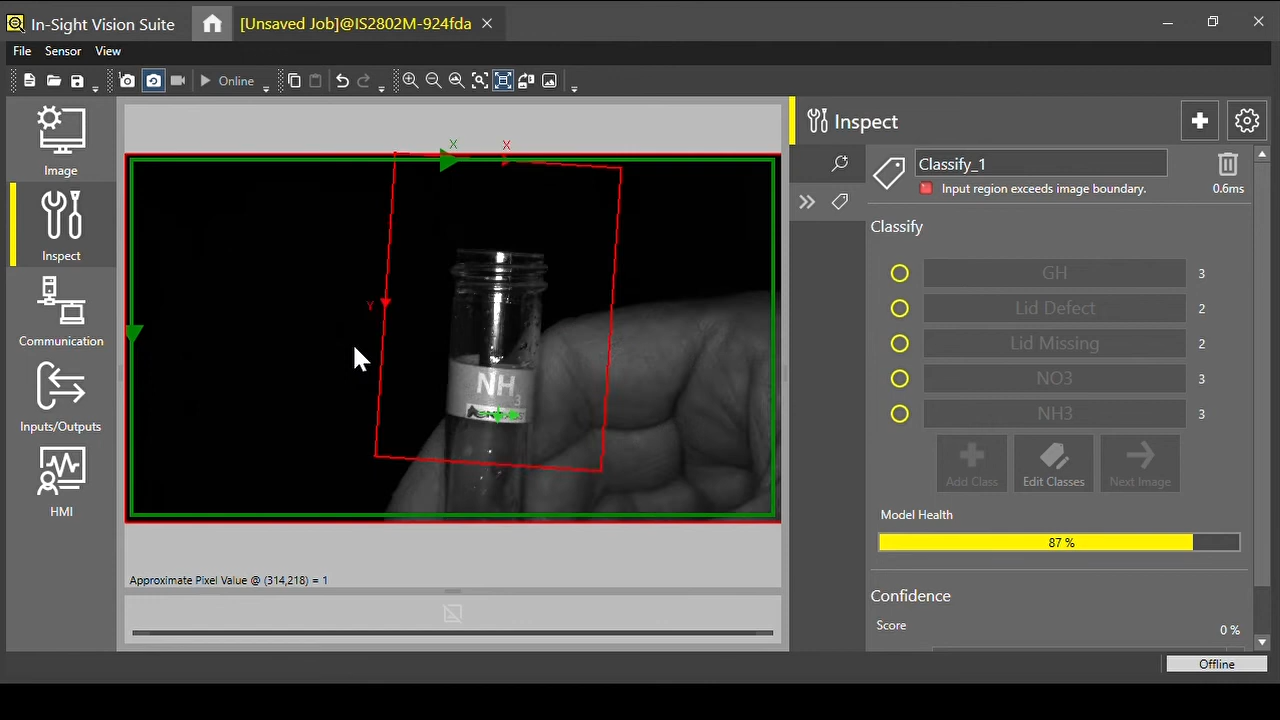 In-Sight Vision Suite
[Unsaved Job]@IS2802M-924fda
File Sensor View
Online
Image
Inspect
Communication
Inputs/Outputs
HMI
X X
Y
NH
3
Approximate Pixel Value @ (314,218) = 1
Inspect
Classify_1
Input region exceeds image boundary.
0.6ms
Classify
GH 3
Lid Defect 2
Lid Missing 2
NO3 3
NH3 3
Add Class Edit Classes Next Image
Model Health
87 %
Confidence
Score
0 %
Offline